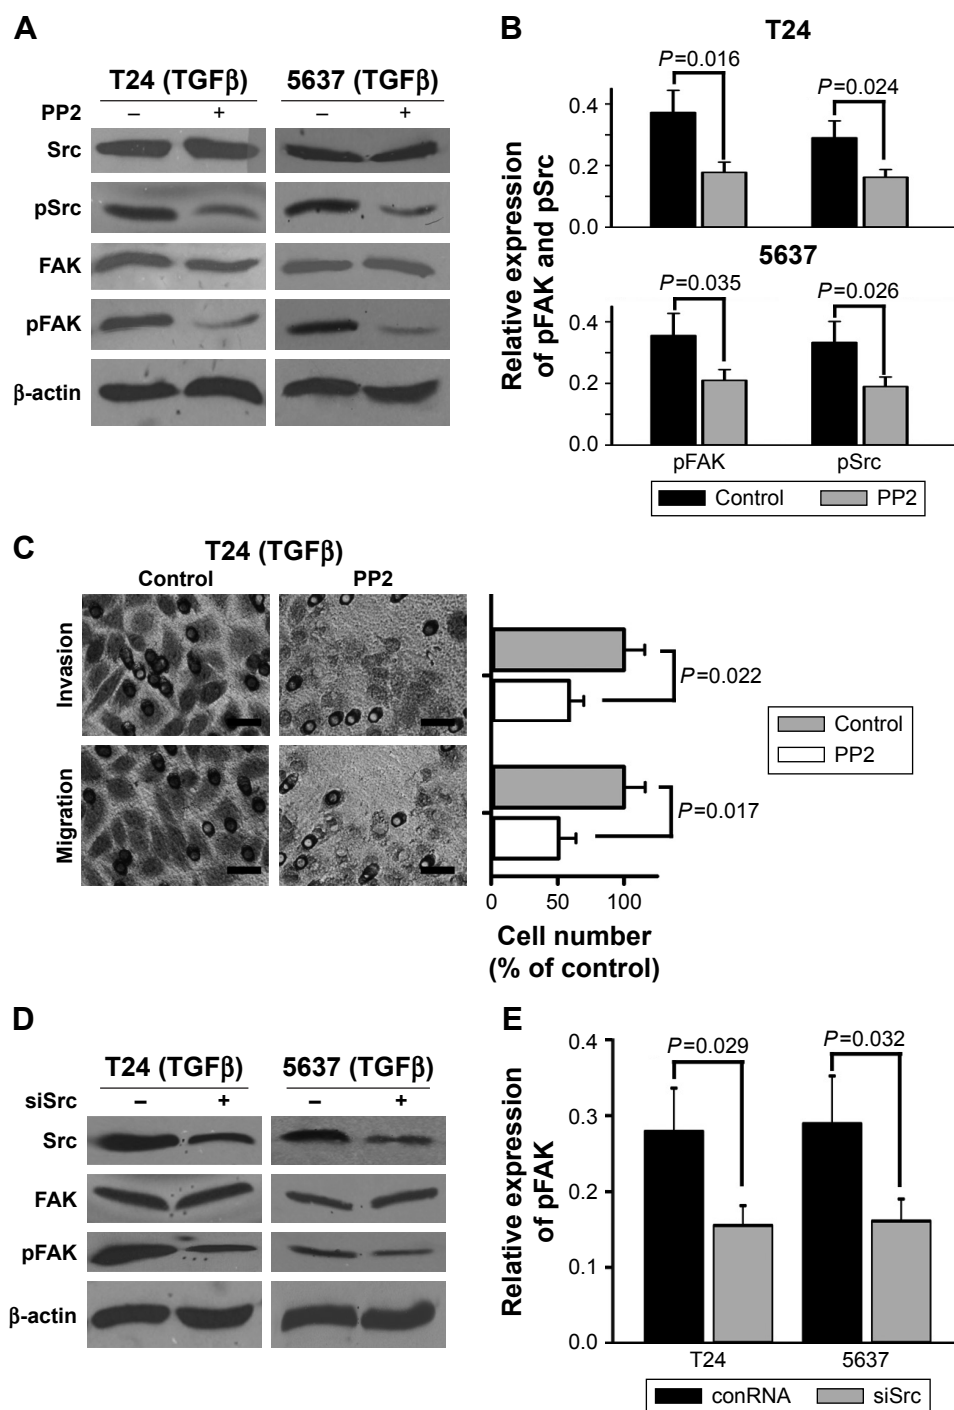 A
T24 (TGFβ)
5637 (TGFβ)
PP2
–
+
–
+
Src
pSrc
FAK
pFAK
β-actin
B
T24
P=0.016
P=0.024
0.4
0.2
0.0
5637
P=0.035
P=0.026
0.4
0.2
0.0
Relative expression
of pFAK and pSrc
pFAK
pSrc
Control
PP2
C
T24 (TGFβ)
Control
PP2
Invasion
Migration
P=0.022
P=0.017
Control
PP2
0
50
100
Cell number
(% of control)
D
T24 (TGFβ)
5637 (TGFβ)
siSrc
–
+
–
+
Src
FAK
pFAK
β-actin
E
P=0.029
P=0.032
0.4
0.3
0.2
0.1
0.0
Relative expression
of pFAK
T24
5637
conRNA
siSrc